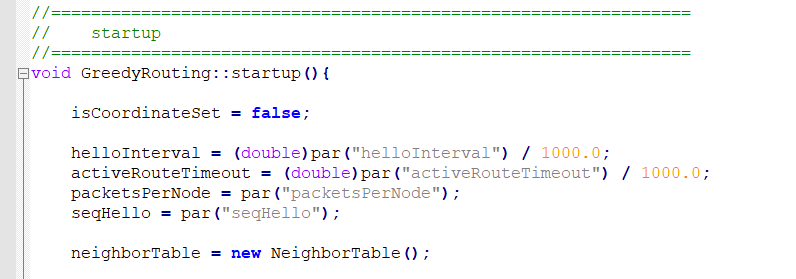 //================================================================
//    startup
//================================================================
void GreedyRouting::startup(){
    isCoordinateSet = false;
    helloInterval = (double)par("helloInterval") / 1000.0;
    activeRouteTimeout = (double)par("activeRouteTimeout") / 1000.0;
    packetsPerNode = par("packetsPerNode");
    seqHello = par("seqHello");
    neighborTable = new NeighborTable();